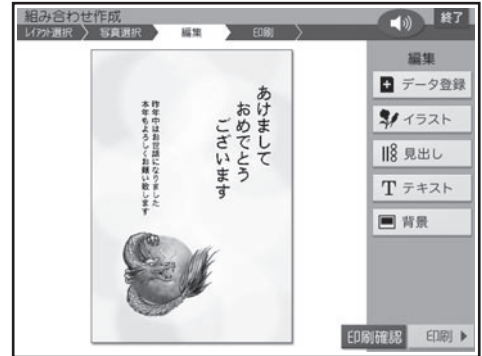 組み合わせ作成
終了
レイアウト選択
写真選択
編集
印刷
編集
データ登録
イラスト
見出し
テキスト
背景
あけまして
おめでとう
ございます
昨年中はお世話になりました
本年もよろしくお願い致します
印刷確認
印刷